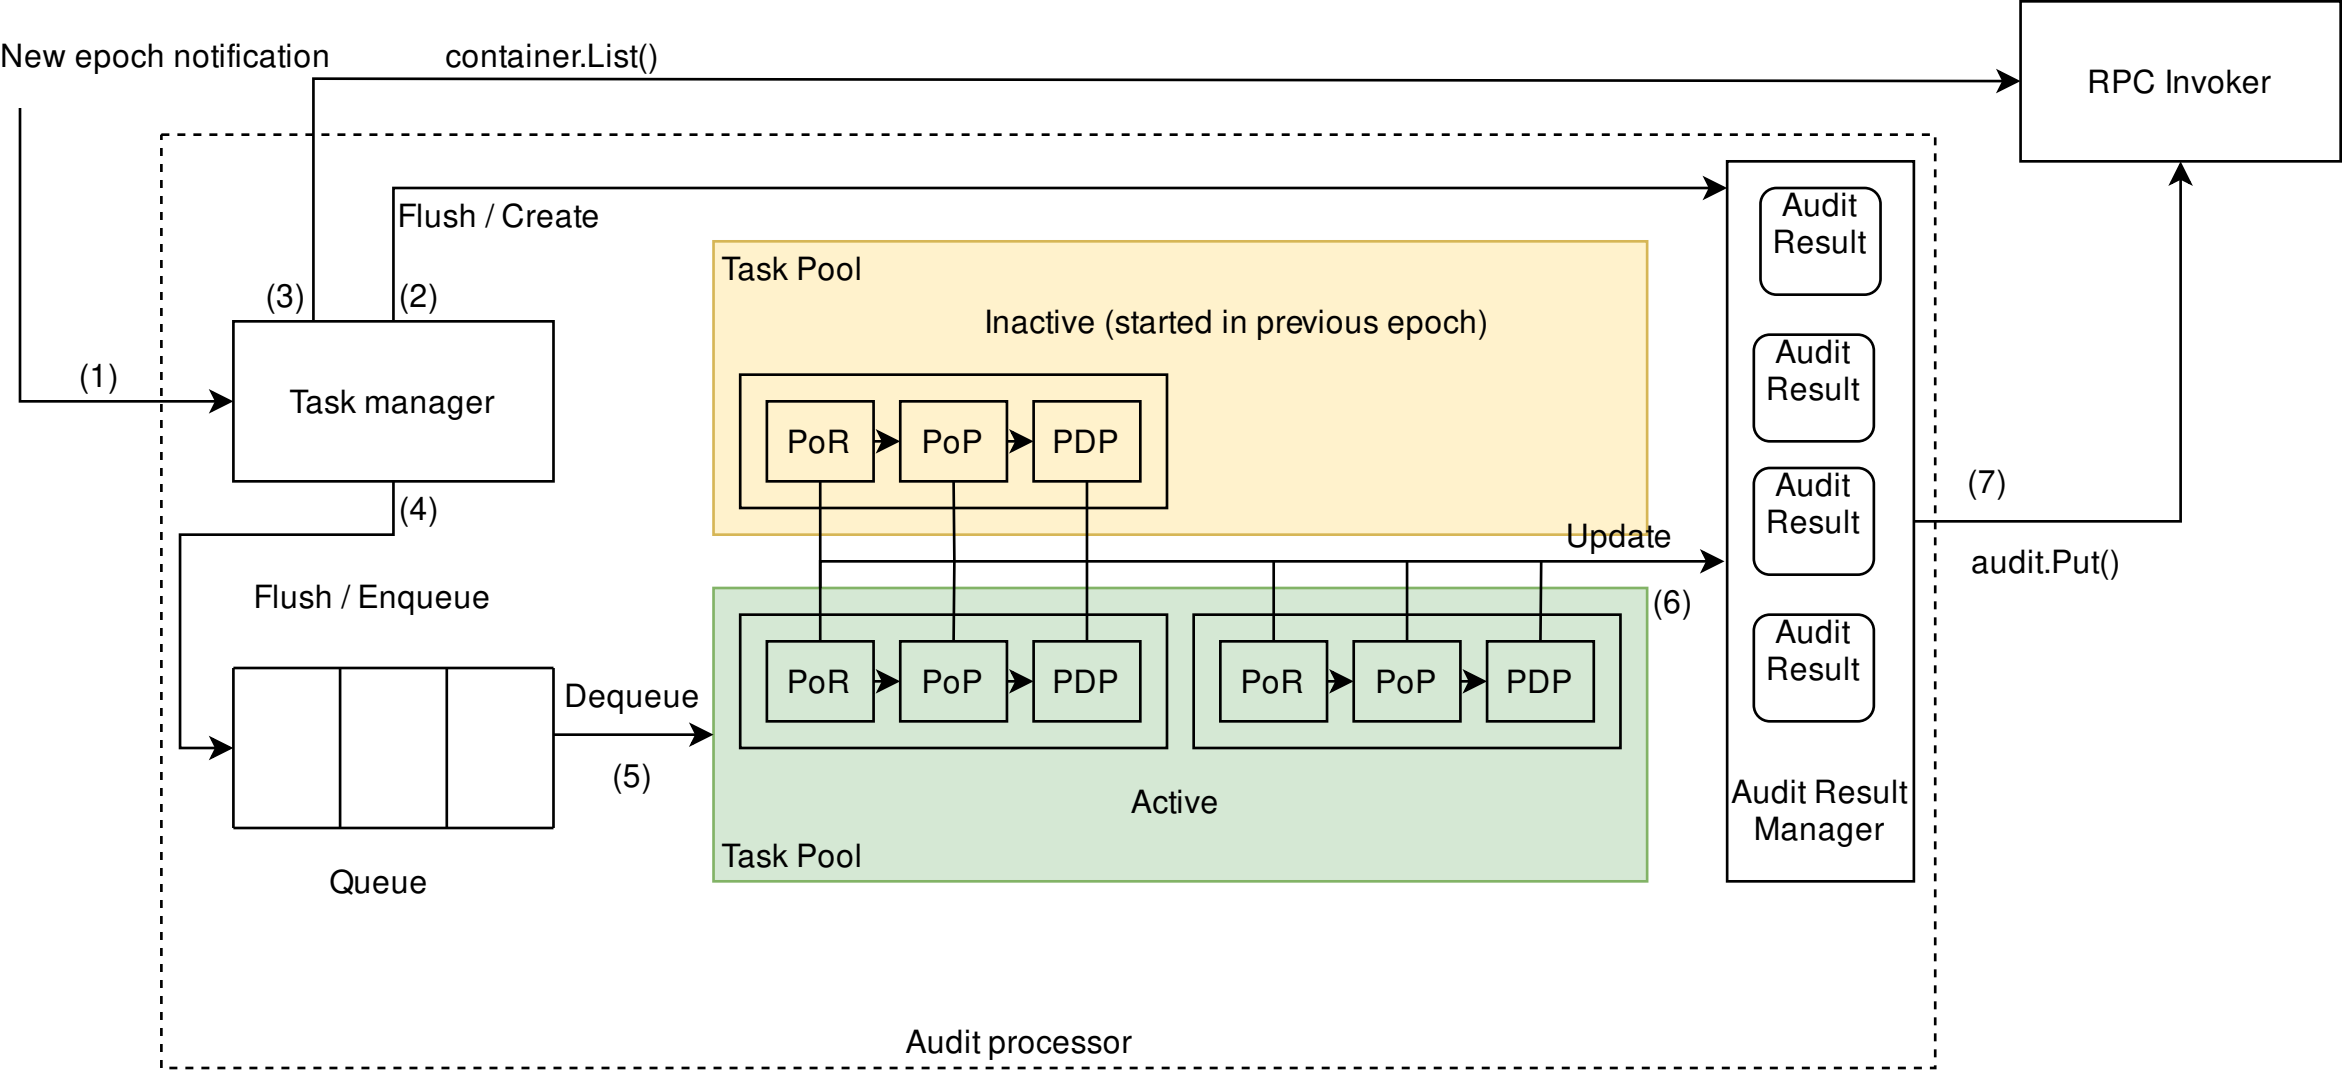 New epoch notification
container.List()
RPC Invoker
Flush / Create
(3)
(2)
(1)
Task manager
(4)
Flush / Enqueue
Queue
Dequeue
(5)
Task Pool
Inactive (started in previous epoch)
PoR
PoP
PDP
Update
(6)
PoR
PoP
PDP
PoR
PoP
PDP
Active
Task Pool
Audit
Result
Audit
Result
Audit
Result
Audit
Result
Audit Result
Manager
(7)
audit.Put()
Audit processor